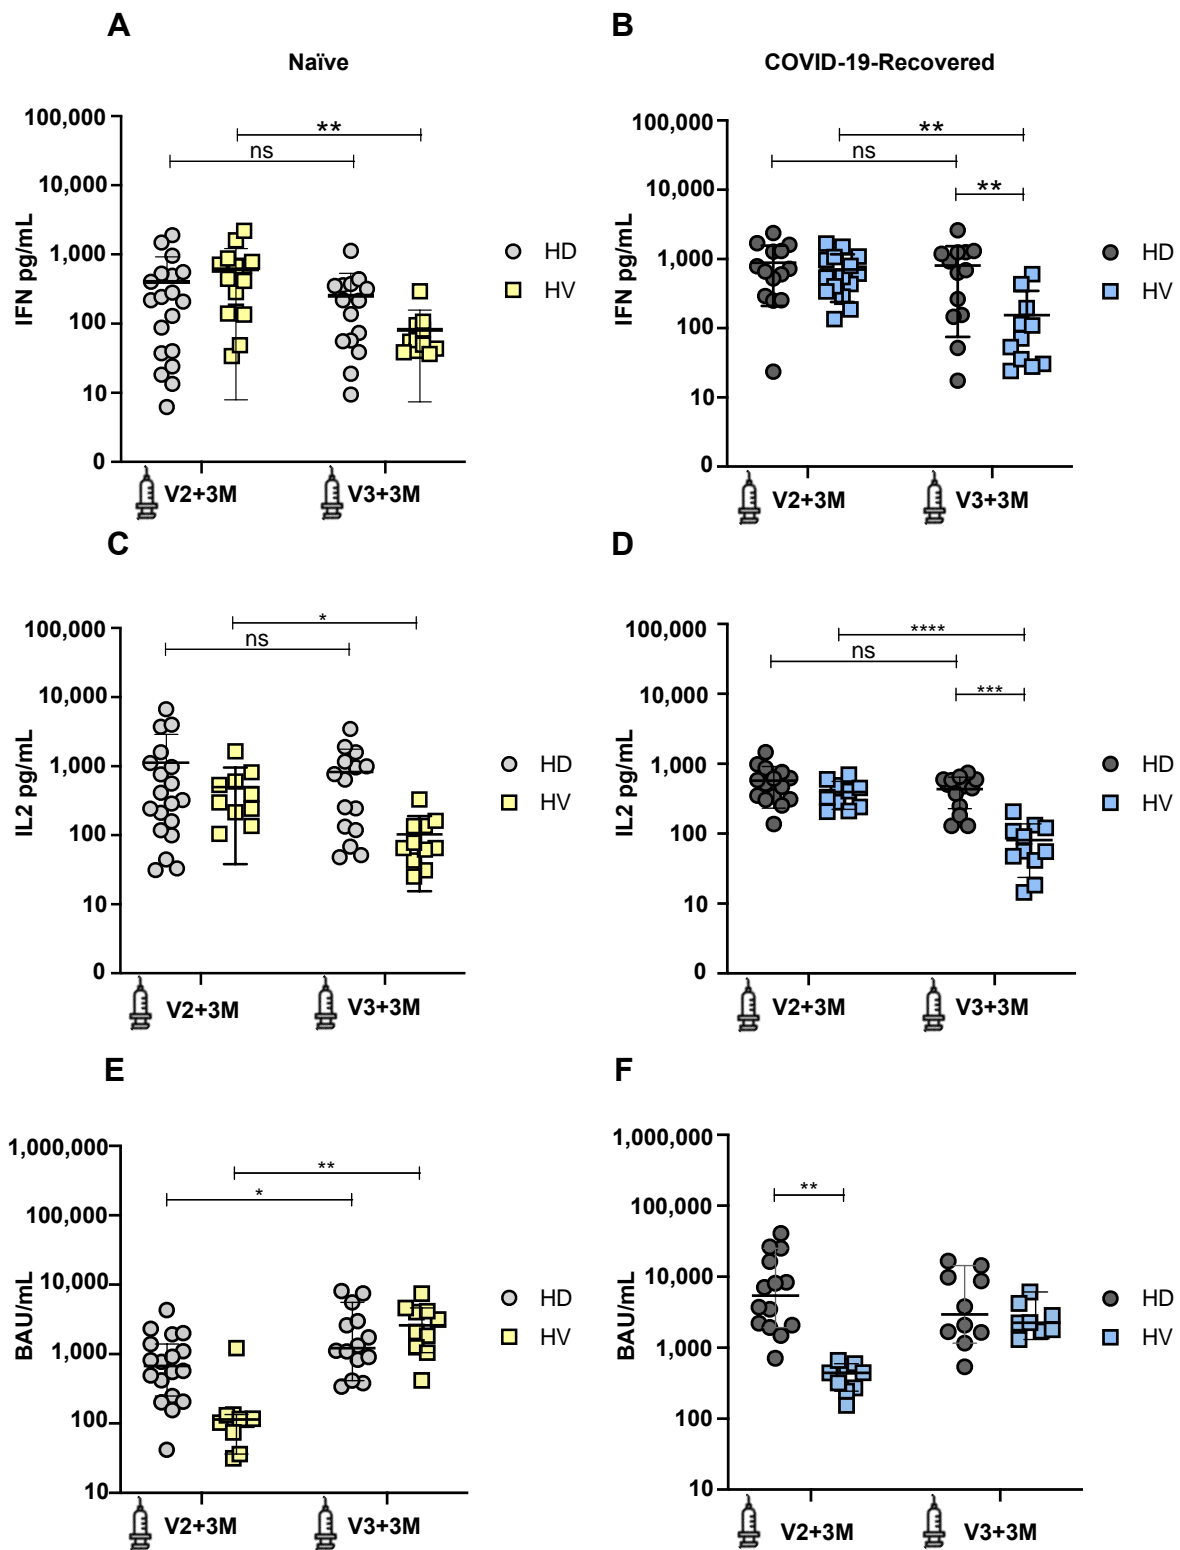 A
B
Naïve
COVID-19-Recovered
IFN pg/mL
100,000
10,000
1,000
100
10
0
**
ns
HD
HV
V2+3M
V3+3M
IFN pg/mL
100,000
10,000
1,000
100
10
0
**
ns
**
HD
HV
V2+3M
V3+3M
C
D
IL2 pg/mL
100,000
10,000
1,000
100
10
0
*
ns
HD
HV
V2+3M
V3+3M
IL2 pg/mL
100,000
10,000
1,000
100
10
0
****
ns
***
HD
HV
V2+3M
V3+3M
E
F
BAU/mL
1,000,000
100,000
10,000
1,000
100
10
**
*
HD
HV
V2+3M
V3+3M
BAU/mL
1,000,000
100,000
10,000
1,000
100
10
**
HD
HV
V2+3M
V3+3M